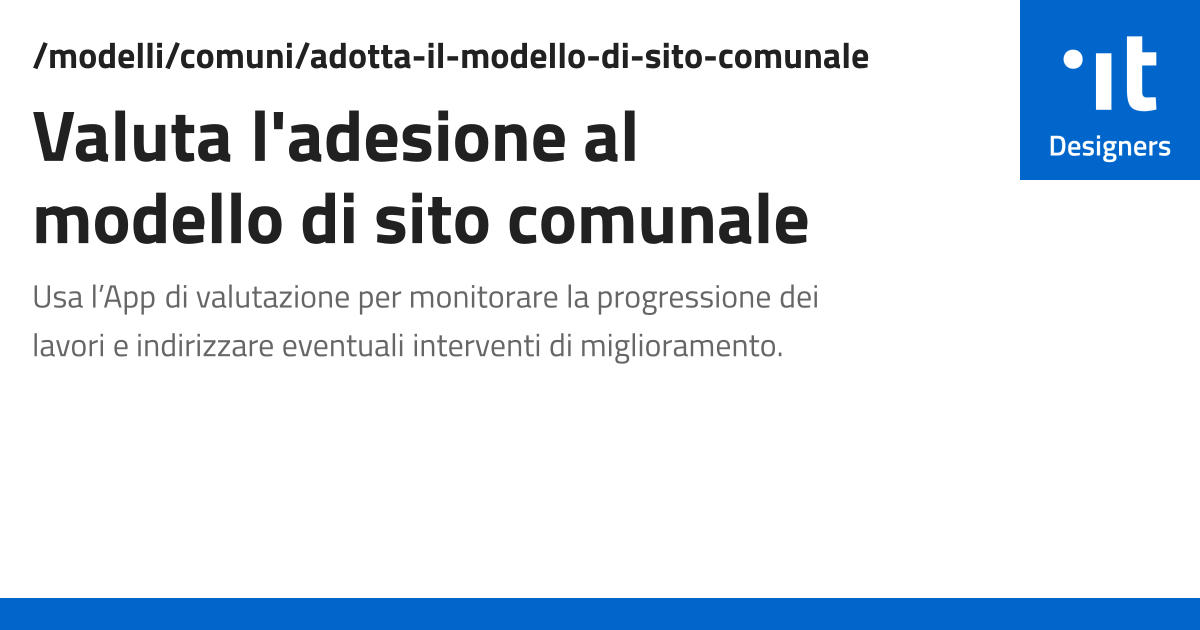 /modelli/comuni/adotta-il-modello-di-sito-comunale
Valuta l'adesione al
modello di sito comunale
Usa l’App di valutazione per monitorare la progressione dei
lavori e indirizzare eventuali interventi di miglioramento.
it
Designers